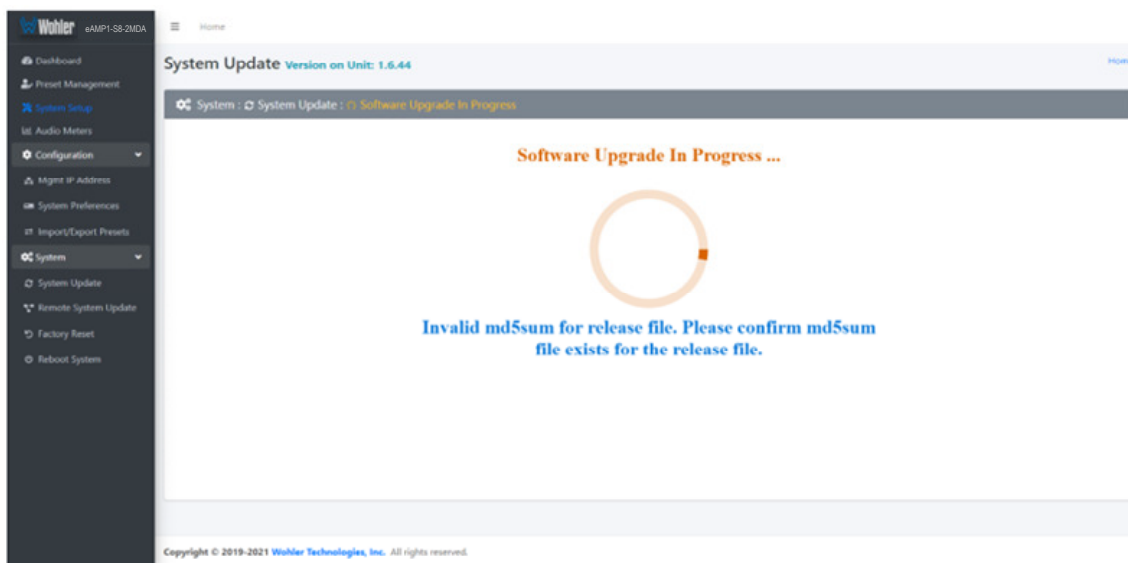 Wohler eAMP1-S8-2MDA
Home
Dashboard
Preset Management
System Setup
Audio Meters
Configuration
Mgmt IP Address
System Preferences
Import/Export Presets
System
System Update
Remote System Update
Factory Reset
Reboot System
System Update Version on Unit: 1.6.44
Hom
System : System Update : Software Upgrade In Progress
Software Upgrade In Progress ...
Invalid md5sum for release file. Please confirm md5sum
file exists for the release file.
Copyright © 2019-2021 Wohler Technologies, Inc. All rights reserved.